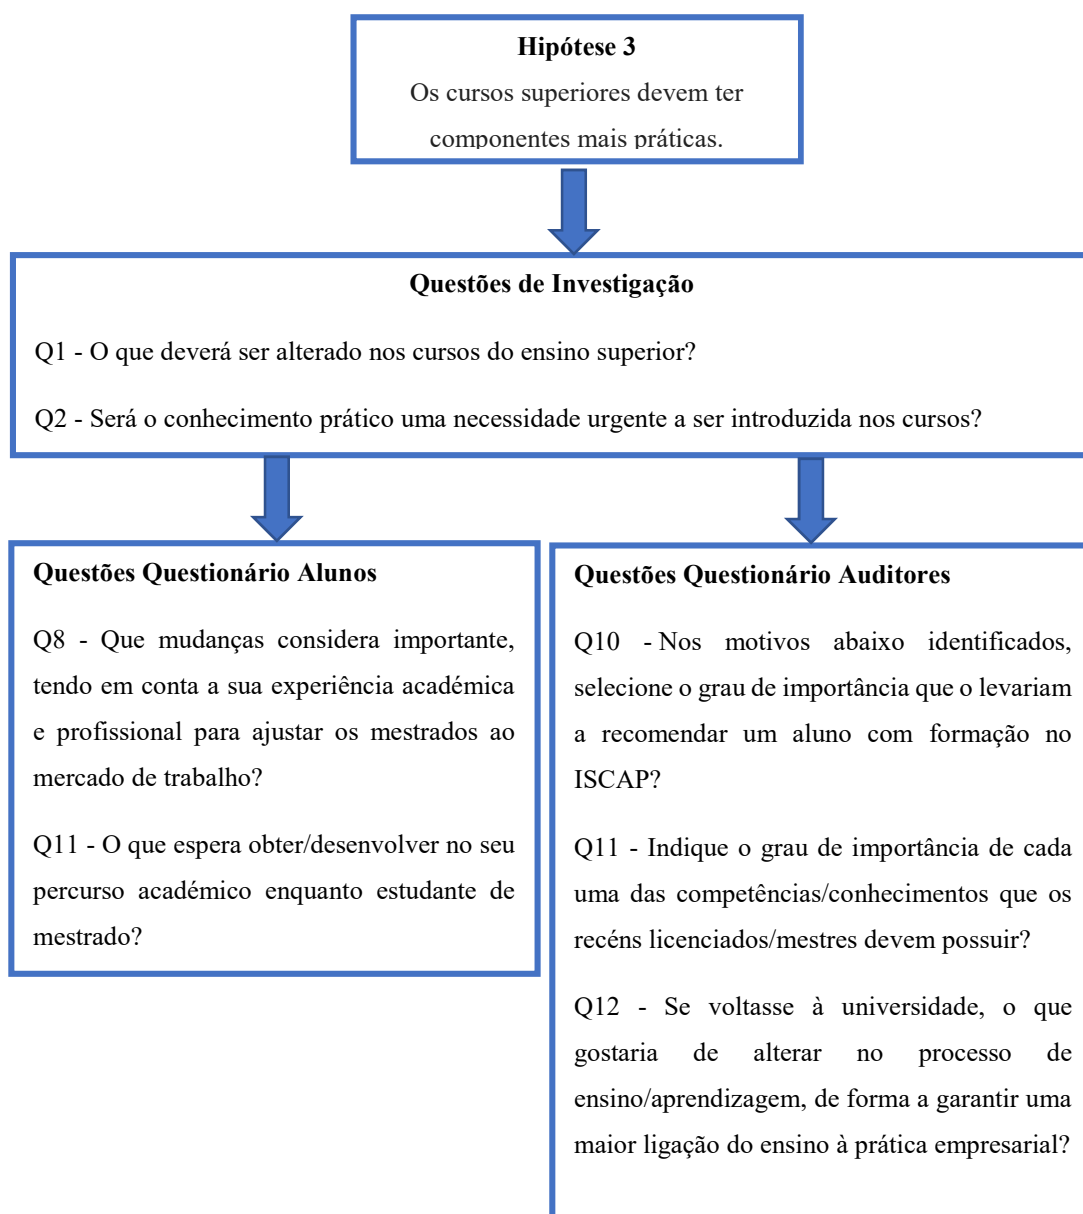 Hipótese 3
Os cursos superiores devem ter
componentes mais práticas.
Questões de Investigação
Q1 - O que deverá ser alterado nos cursos do ensino superior?
Q2 - Será o conhecimento prático uma necessidade urgente a ser introduzida nos cursos?
Questões Questionário Alunos
Q8 - Que mudanças considera importante,
tendo em conta a sua experiência académica
e profissional para ajustar os mestrados ao
mercado de trabalho?
Q11 - O que espera obter/desenvolver no seu
percurso académico enquanto estudante de
mestrado?
Questões Questionário Auditores
Q10 - Nos motivos abaixo identificados,
selecione o grau de importância que o levariam
a recomendar um aluno com formação no
ISCAP?
Q11 - Indique o grau de importância de cada
uma das competências/conhecimentos que os
recéns licenciados/mestres devem possuir?
Q12 - Se voltasse à universidade, o que
gostaria de alterar no processo de
ensino/aprendizagem, de forma a garantir uma
maior ligação do ensino à prática empresarial?